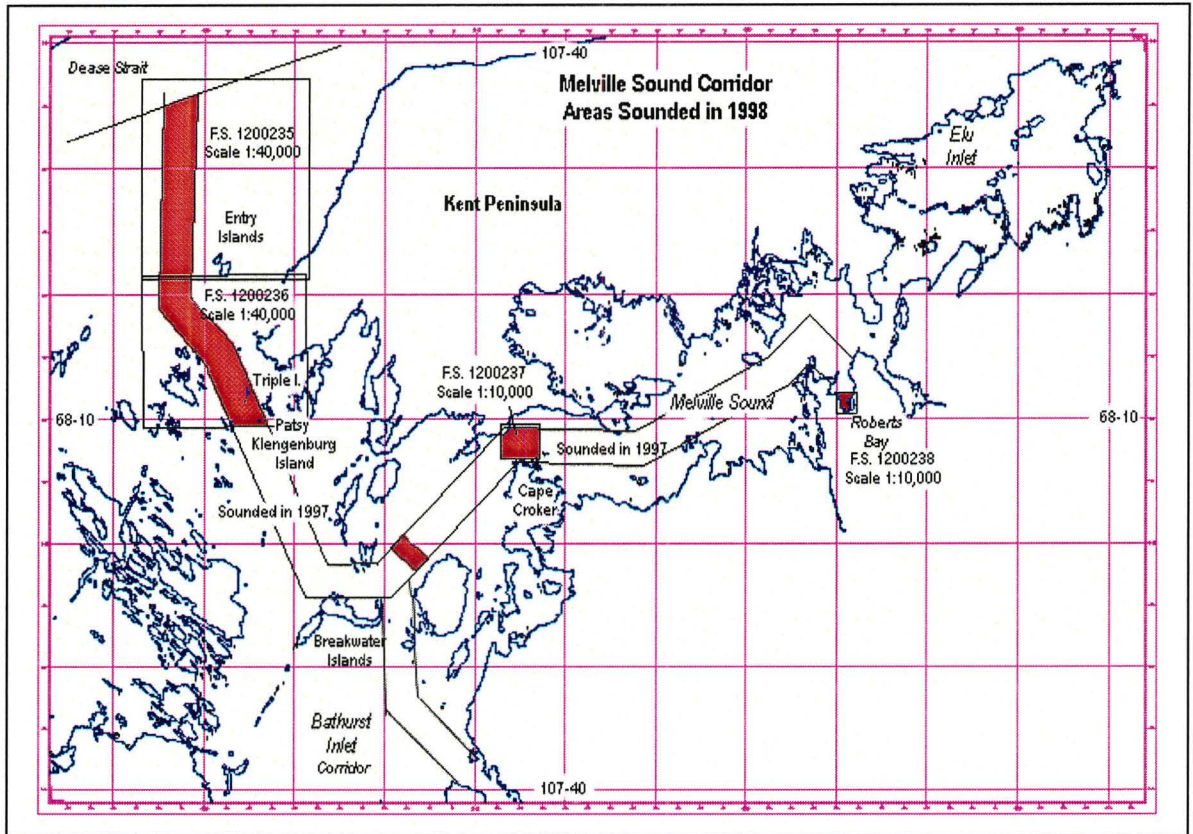 107-40
Dease Strait
Melville Sound Corridor
Areas Sounded in 1998
F.S. 1200235
Scale 1:40,000
Elu
Inlet
Kent Peninsula
Entry
Islands
F.S. 1200236
Scale 1:40,000
F.S. 1200237
Scale 1:10,000
Triple I.
Melville Sound
68-10
68-10
Patsy
Klengenburg
Island
Roberts
Bay
F.S. 1200238
Scale 1:10,000
Sounded in 1997
Cape
Croker
Sounded in 1997
Breakwater
Islands
Bathurst
Inlet
Corridor
107-40